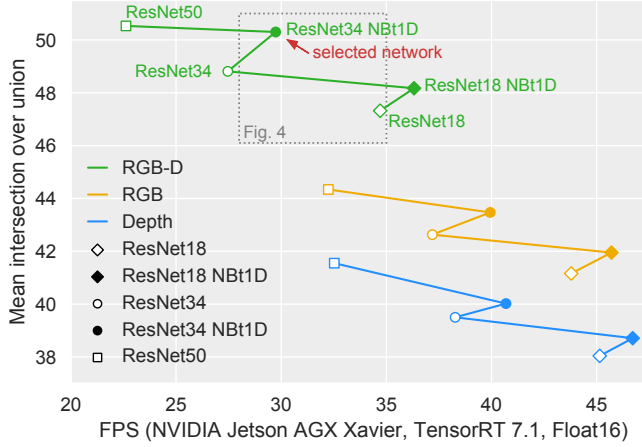 ResNet50
ResNet34 NBt1D
selected network
ResNet34
ResNet18 NBt1D
ResNet18
Fig. 4
RGB-D
RGB
Depth
ResNet18
ResNet18 NBt1D
ResNet34
ResNet34 NBt1D
ResNet50
Mean intersection over union
50
48
46
44
42
40
38
20
25
30
35
40
45
FPS (NVIDIA Jetson AGX Xavier, TensorRT 7.1, Float16)